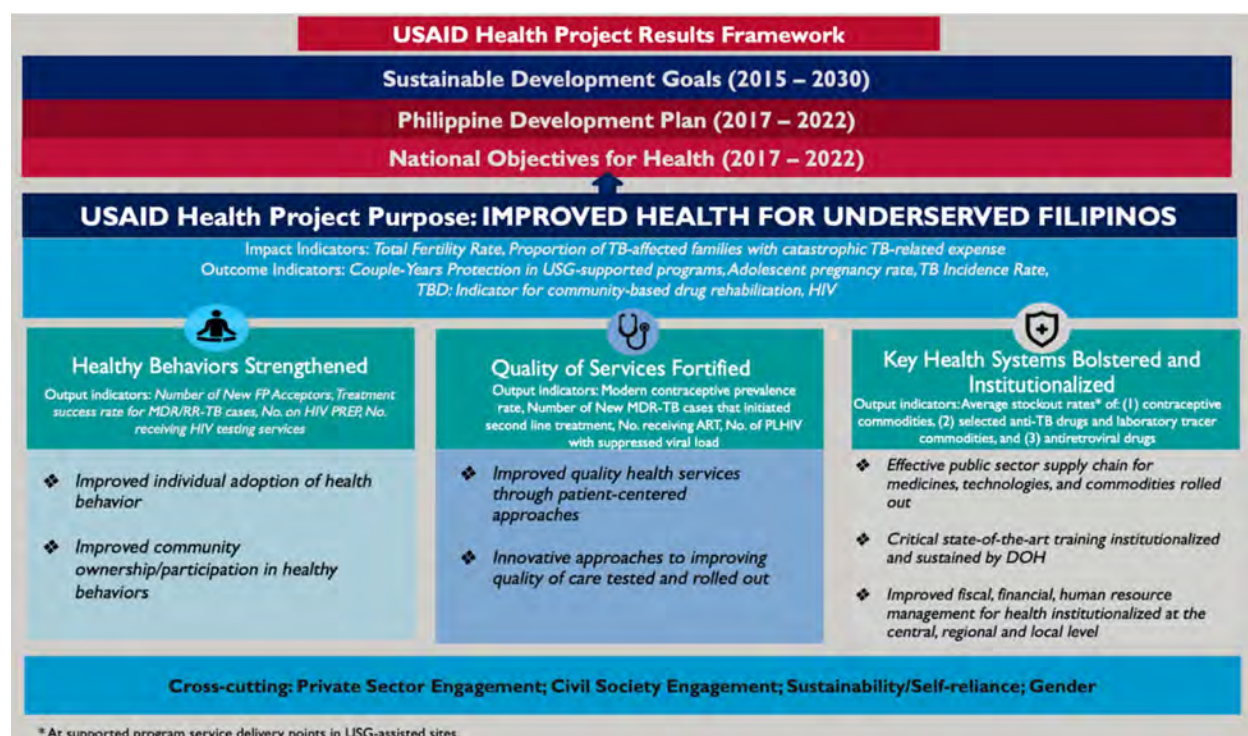 USAID Health Project Results Framework
Sustainable Development Goals (2015 – 2030)
Philippine Development Plan (2017 – 2022)
National Objectives for Health (2017 – 2022)
USAID Health Project Purpose: IMPROVED HEALTH FOR UNDERSERVED FILIPINOS
Impact Indicators: Total Fertility Rate, Proportion of TB-affected families with catastrophic TB-related expense
Outcome Indicators: Couple-Years Protection in USG-supported programs, Adolescent pregnancy rate, TB Incidence Rate,
TBD: Indicator for community-based drug rehabilitation, HIV
Healthy Behaviors Strengthened
Output indicators: Number of New FP Acceptors, Treatment
success rate for MDR/RR-TB cases, No. on HIV PREP, No.
receiving HIV testing services
❖ Improved individual adoption of health
behavior
❖ Improved community
ownership/participation in healthy
behaviors
Quality of Services Fortified
Output indicators: Modern contraceptive prevalence
rate, Number of New MDR-TB cases that initiated
second line treatment, No. receiving ART, No. of PLHIV
with suppressed viral load
❖ Improved quality health services
through patient-centered
approaches
❖ Innovative approaches to improving
quality of care tested and rolled out
Key Health Systems Bolstered and
Institutionalized
Output indicators: Average stockout rates* of: (1) contraceptive
commodities, (2) selected anti-TB drugs and laboratory tracer
commodities, and (3) antiretroviral drugs
❖ Effective public sector supply chain for
medicines, technologies, and commodities rolled
out
❖ Critical state-of-the-art training institutionalized
and sustained by DOH
❖ Improved fiscal, financial, human resource
management for health institutionalized at the
central, regional and local level
Cross-cutting: Private Sector Engagement; Civil Society Engagement; Sustainability/Self-reliance; Gender
* At supported program service delivery points in USG-assisted sites